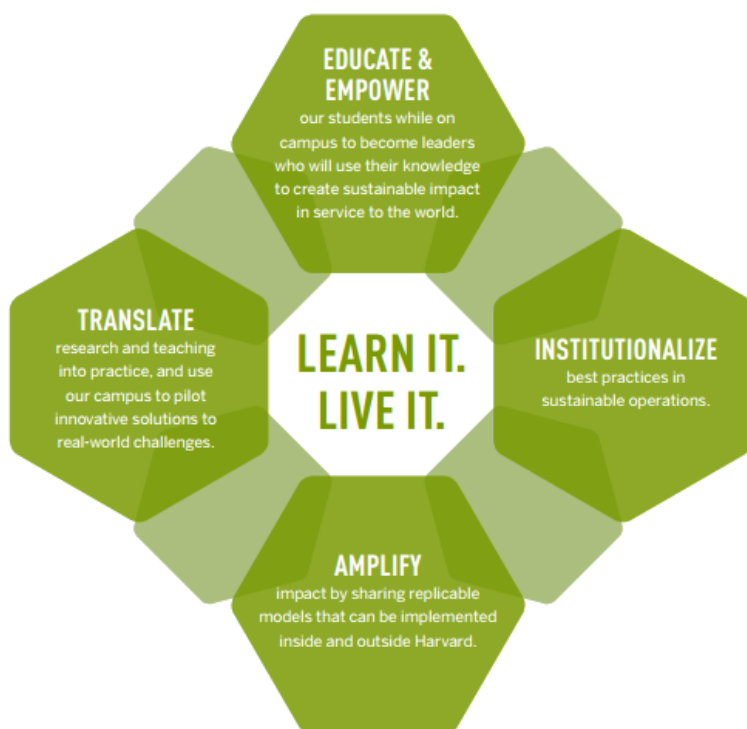 EDUCATE &
EMPOWER
our students while on
campus to become leaders
who will use their knowledge
to create sustainable impact
in service to the world.
TRANSLATE
research and teaching
into practice, and use
our campus to pilot
innovative solutions to
real-world challenges.
LEARN IT.
LIVE IT.
INSTITUTIONALIZE
best practices in
sustainable operations.
AMPLIFY
impact by sharing replicable
models that can be implemented
inside and outside Harvard.